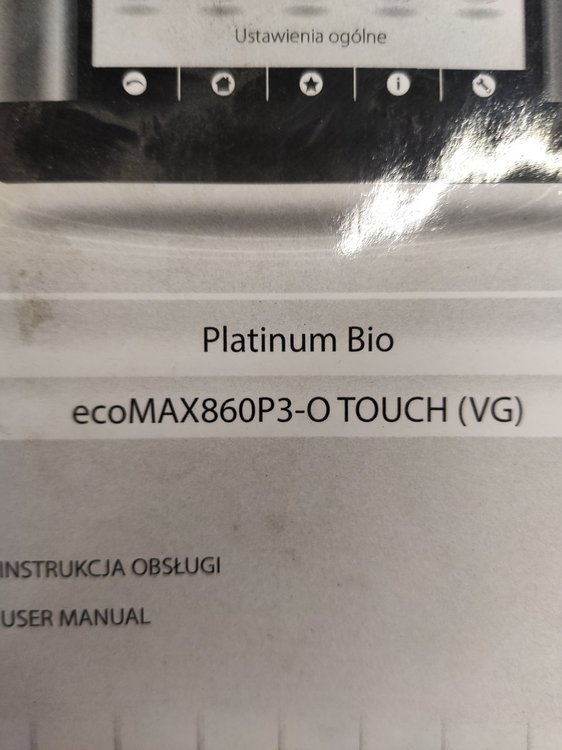 Ustawienia ogólne
Platinum Bio
ecoMAX860P3-O TOUCH (VG)
INSTRUKCJA OBSŁUGI
USER MANUAL